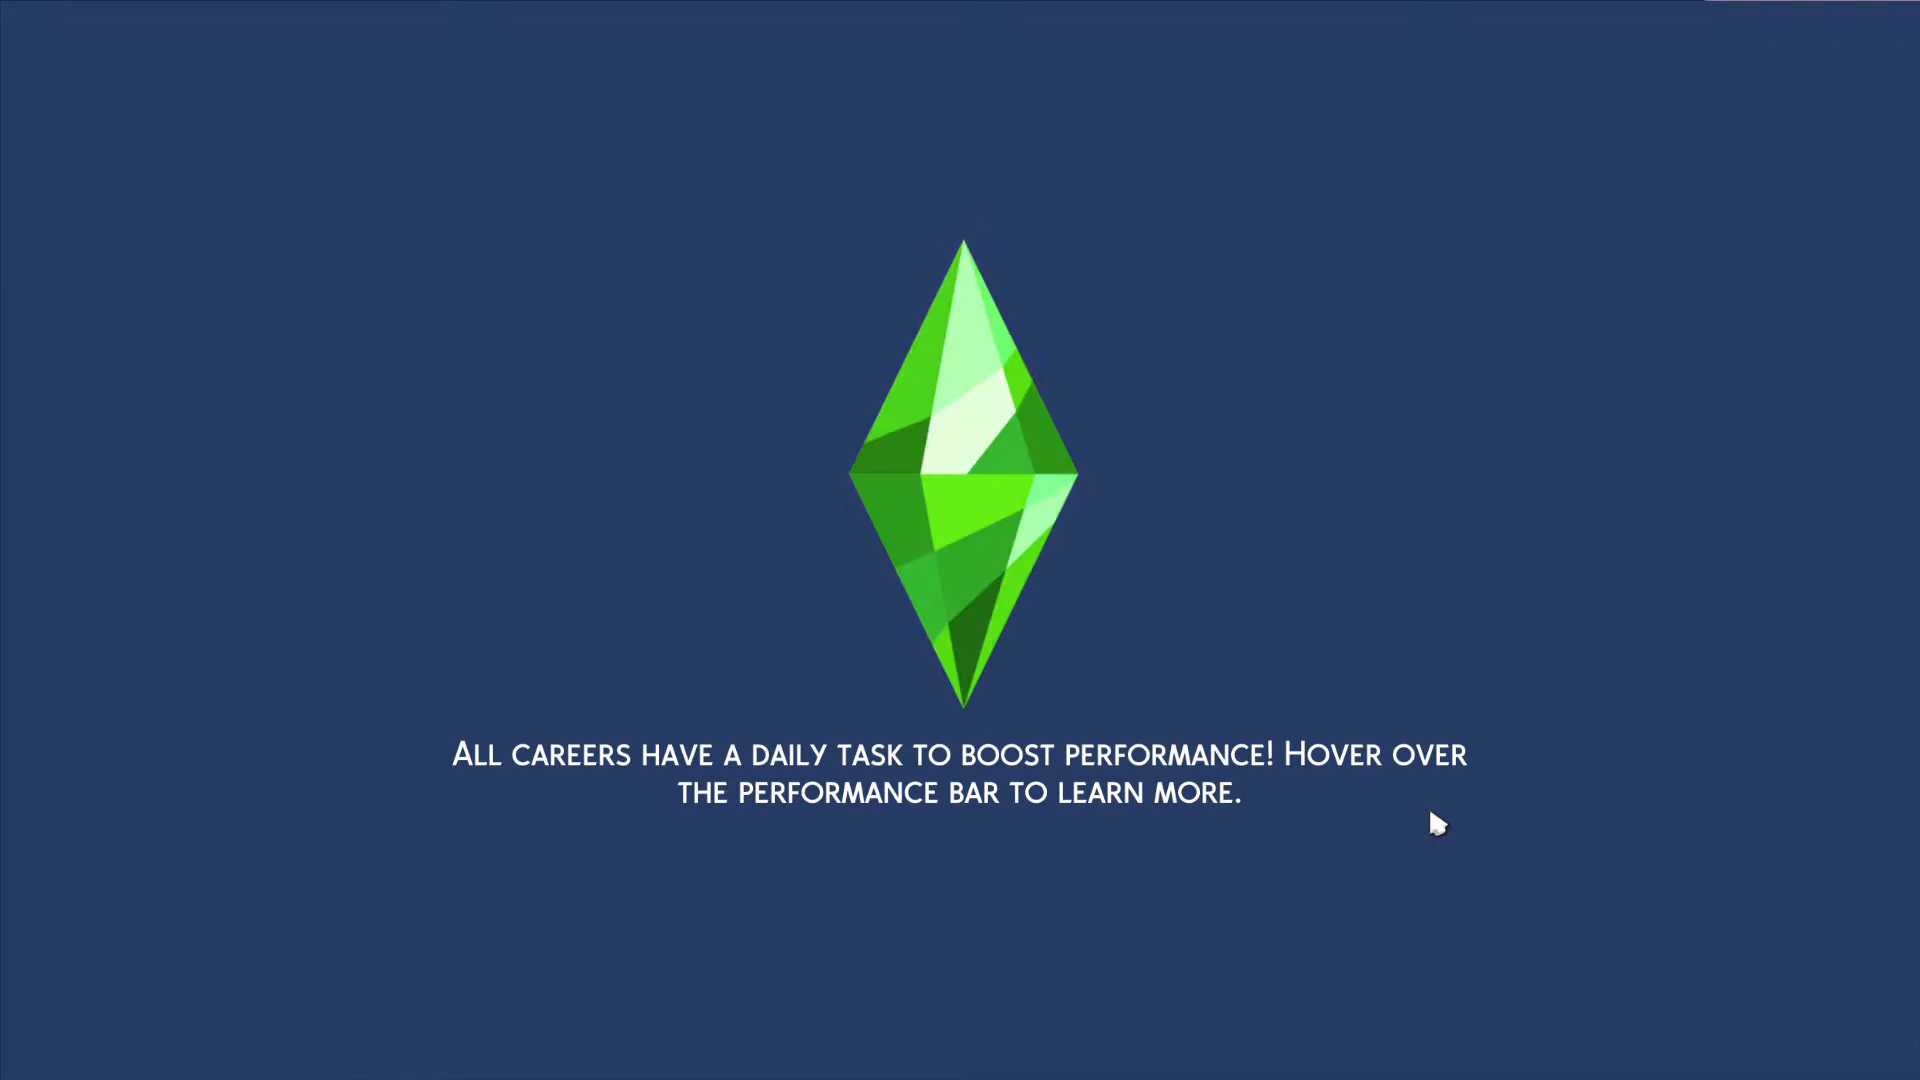 All careers have a daily task to boost performance! Hover over
the performance bar to learn more.